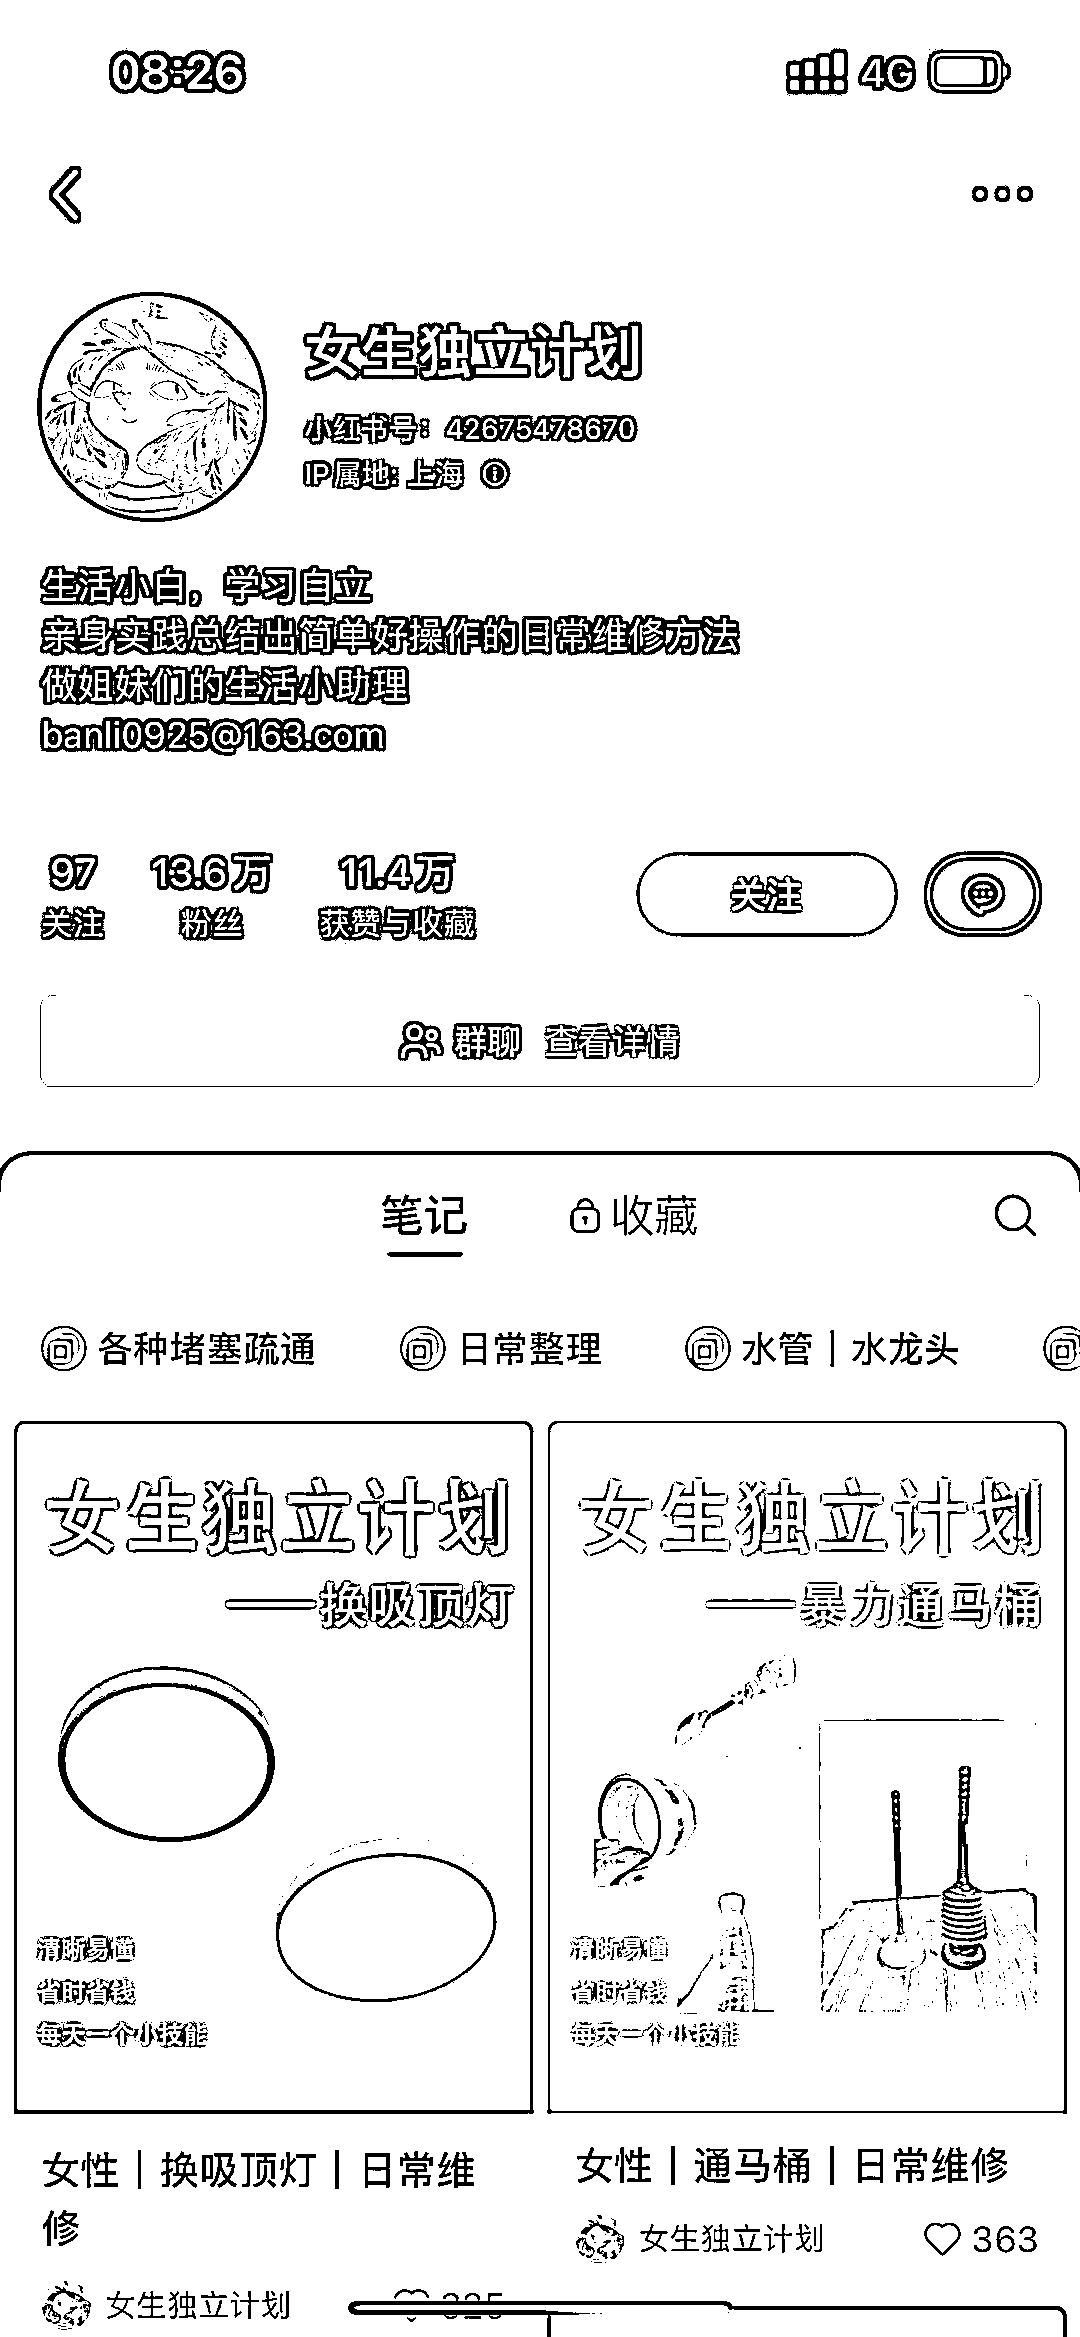 08:26
4G
女生独立计划
小红书号：42675478670
IP属地：上海
生活小白，学习自立
亲身实践总结出简单好操作的日常维修方法
做姐妹们的生活小助理
banli0925@163.com
97 13.6万 11.4万
关注 粉丝 获赞与收藏
关注
群聊 查看详情
笔记 收藏
各种堵塞疏通 日常整理 水管｜水龙头
女生独立计划
——换吸顶灯
清晰易懂
省时省钱
每天一个小技能
女生独立计划
——暴力通马桶
清晰易懂
省时省钱
每天一个小技能
女性｜换吸顶灯｜日常维
修
女生独立计划
女性｜通马桶｜日常维修
女生独立计划 363